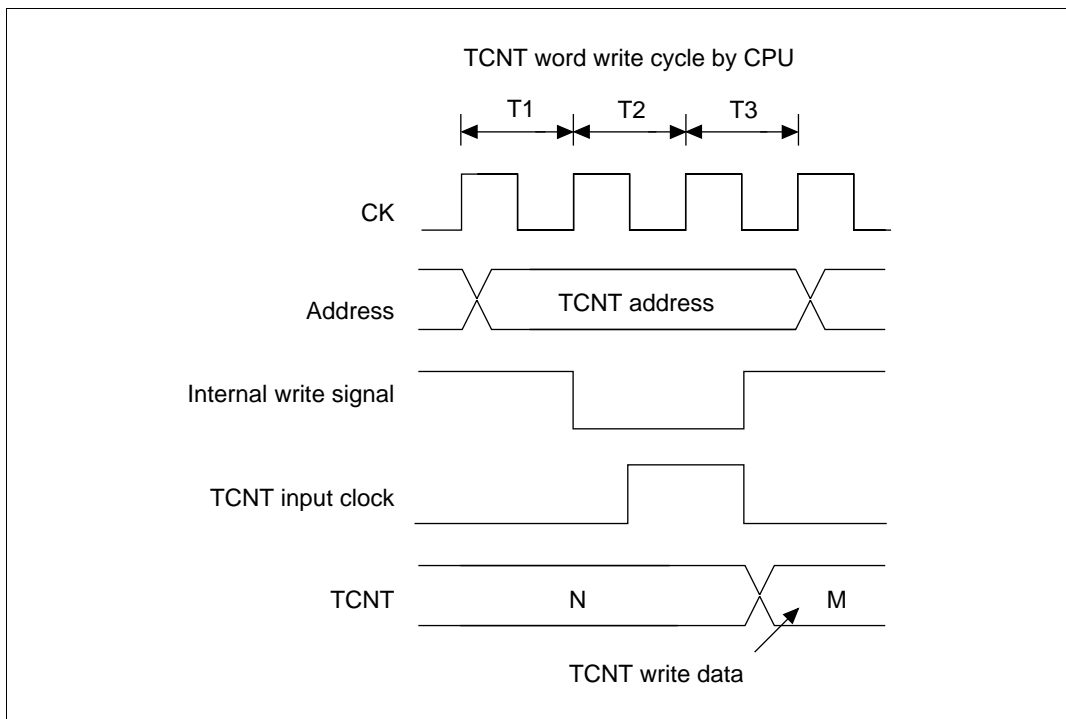 TCNT word write cycle by CPU
T1 T2 T3
CK
Address TCNT address
Internal write signal
TCNT input clock
TCNT N M
TCNT write data